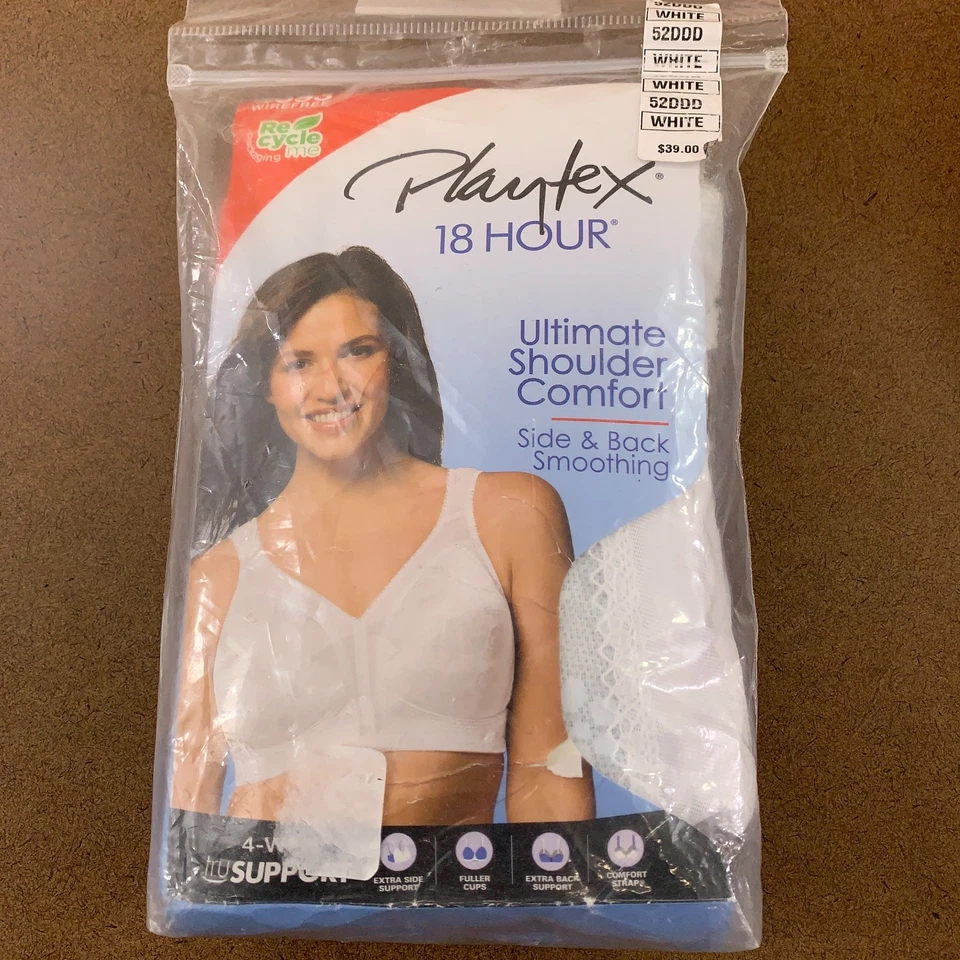 52DDD
WHITE
52DDD
WHITE
WHITE
52DDD
WHITE
$39.00
WIREFREE
Re
cycle
me
Playtex®
18 HOUR®
Ultimate
Shoulder
Comfort
Side & Back
Smoothing
SUPPORT
EXTRA SIDE
SUPPORT
FULLER
CUPS
EXTRA BACK
SUPPORT
COMFORT
STRAPS